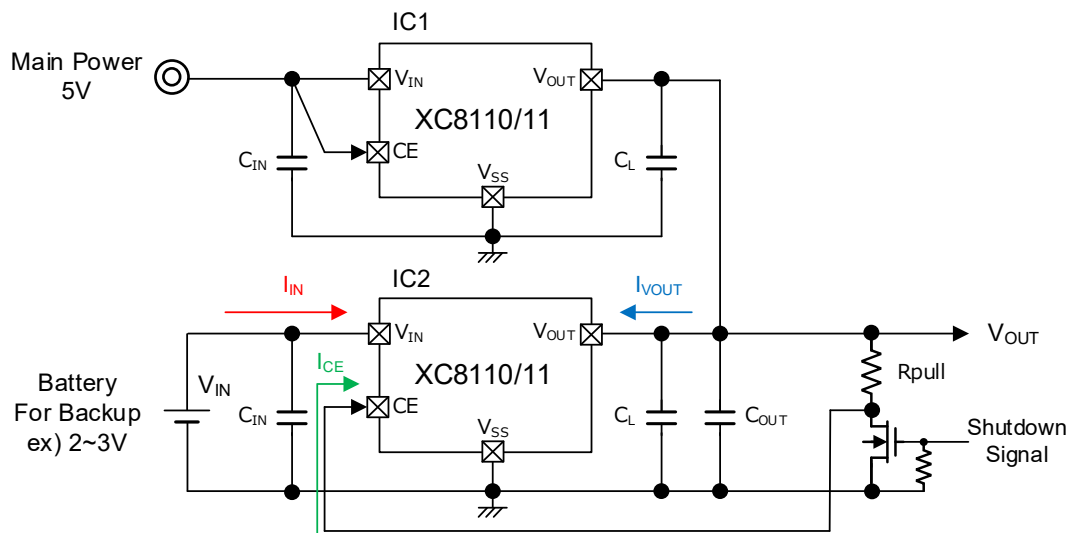 IC1
Main Power
5V
VIN
VOUT
XC8110/11
CE
CIN
VSS
CL
IIN
IC2
IVOUT
VIN
VOUT
VOUT
ICE
XC8110/11
Rpull
Battery
For Backup
ex) 2~3V
VIN
CIN
CE
CL
COUT
VSS
Shutdown
Signal